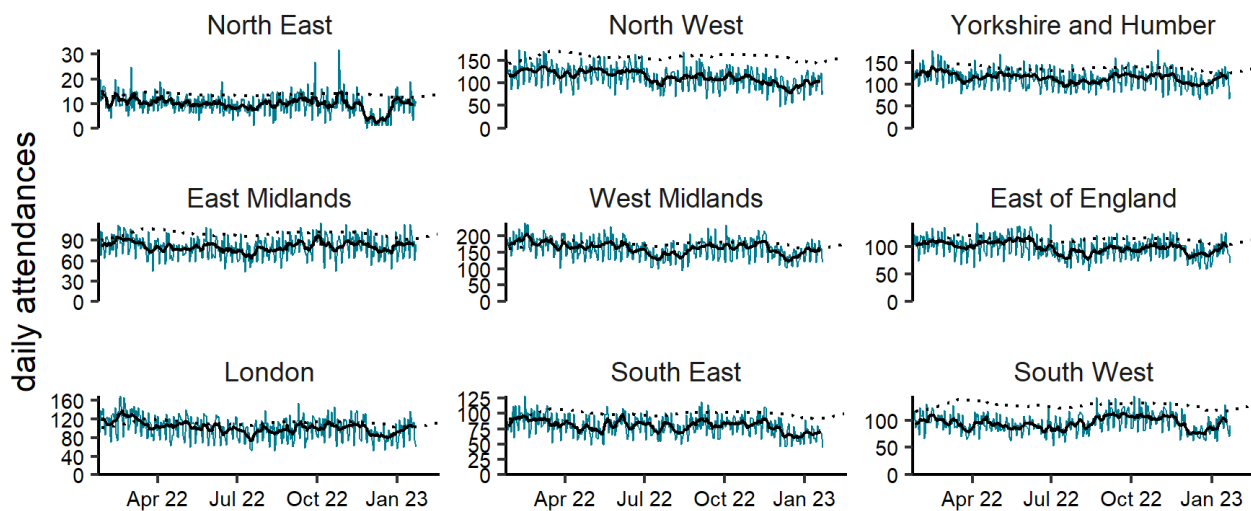 North East
North West
Yorkshire and Humber
30
20
10
0
150
100
50
0
150
100
50
0
daily attendances
East Midlands
West Midlands
East of England
90
60
30
0
200
150
100
50
0
100
50
0
London
South East
South West
160
120
80
40
0
125
100
75
50
25
0
100
50
0
Apr 22 Jul 22 Oct 22 Jan 23
Apr 22 Jul 22 Oct 22 Jan 23
Apr 22 Jul 22 Oct 22 Jan 23